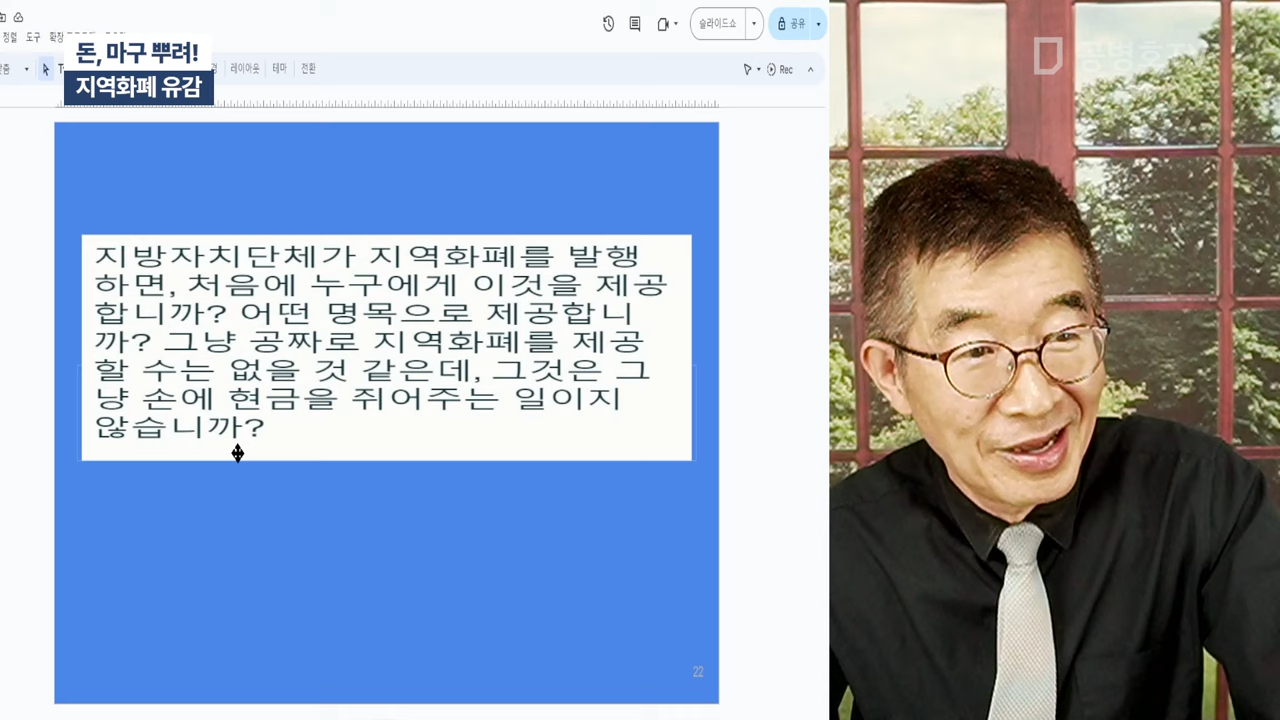 정렬 도구
돈, 마구 뿌려!
지역화폐 유감
레이아웃 테마 전환
슬라이드쇼
공유
Rec
지방자치단체가 지역화폐를 발행
하면, 처음에 누구에게 이것을 제공
합니까? 어떤 명목으로 제공합니
까? 그냥 공짜로 지역화폐를 제공
할 수는 없을 것 같은데, 그것은 그
냥 손에 현금을 쥐어주는 일이지
않습니까?
22